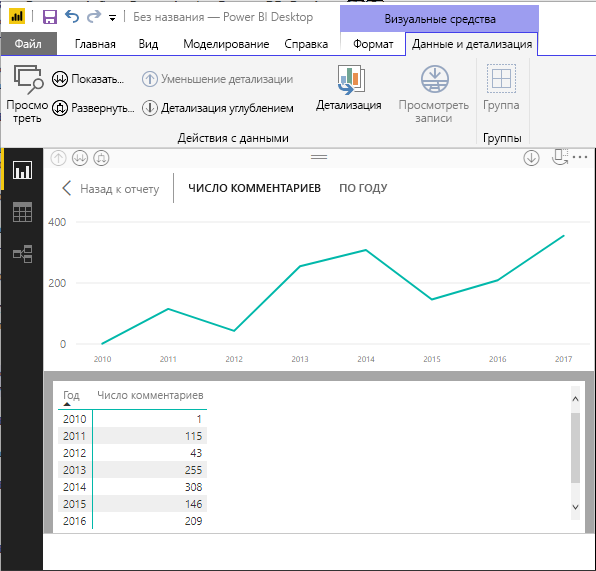 Без названия — Power BI Desktop
Визуальные средства
Файл Главная Вид Моделирование Справка Формат Данные и детализация
Просмо
треть
Показать...
Развернуть...
Уменьшение детализации
Детализация углублением
Детализация
Просмотреть
записи
Группа
Действия с данными
Группы
Назад к отчету
ЧИСЛО КОММЕНТАРИЕВ ПО ГОДУ
400
200
0
2010 2011 2012 2013 2014 2015 2016 2017
Год Число комментариев
2010 1
2011 115
2012 43
2013 255
2014 308
2015 146
2016 209